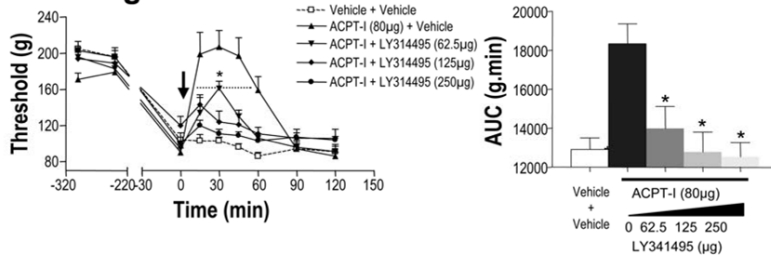 Vehicle + Vehicle
ACPT-I (80µg) + Vehicle
ACPT-I + LY314495 (62.5µg)
ACPT-I + LY314495 (125µg)
ACPT-I + LY314495 (250µg)
Threshold (g)
240
200
160
120
80
*
-320
-220
-30
0
30
60
90
120
150
Time (min)
AUC (g.min)
20000
18000
16000
14000
12000
*
*
*
Vehicle
+
Vehicle
ACPT-I (80µg)
0 62.5 125 250
LY341495 (µg)